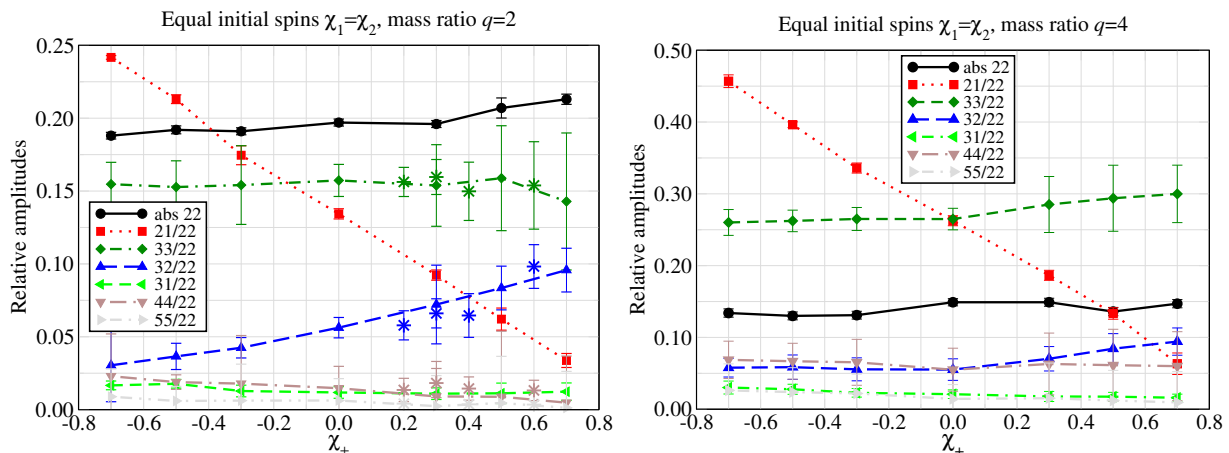 Equal initial spins χ1=χ2, mass ratio q=2
Relative amplitudes
0.25
0.20
0.15
0.10
0.05
0.00
abs 22
21/22
33/22
32/22
31/22
44/22
55/22
-0.8 -0.6 -0.4 -0.2 0.0 0.2 0.4 0.6 0.8
χ+
Equal initial spins χ1=χ2, mass ratio q=4
Relative amplitudes
0.50
0.40
0.30
0.20
0.10
0.00
abs 22
21/22
33/22
32/22
31/22
44/22
55/22
-0.8 -0.6 -0.4 -0.2 0.0 0.2 0.4 0.6 0.8
χ+